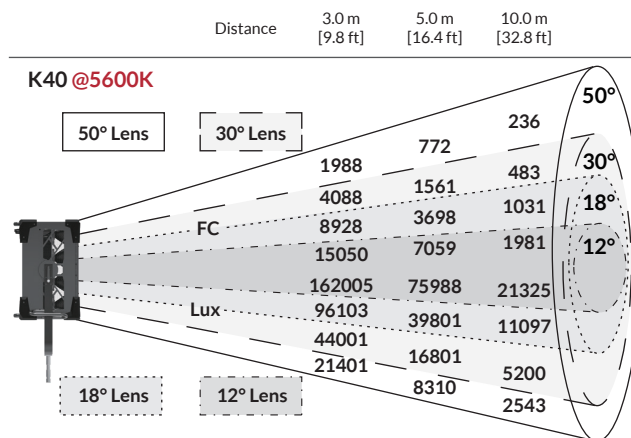 Distance 3.0 m 5.0 m 10.0 m
[9.8 ft] [16.4 ft] [32.8 ft]
K40 @5600K
50°
50° Lens 30° Lens
236
772
30°
1988
483
1561
4088
18°
1031
3698
8928
FC
12°
1981
7059
15050
162005 75988 21325
96103 39801 11097
Lux
44001 16801 5200
21401 8310 2543
18° Lens 12° Lens